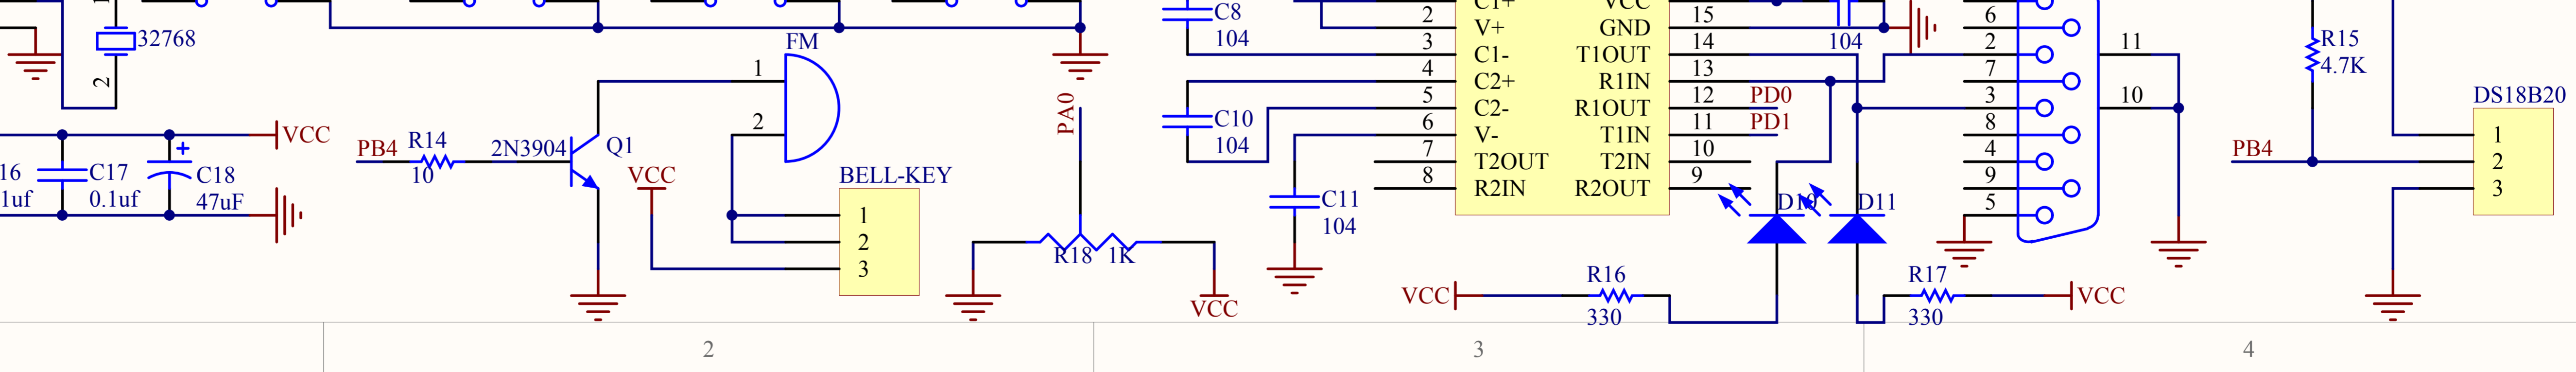 32768
2
VCC
16
1uf
C17
0.1uf
C18
47uF
+
PB4
R14
10
2N3904
Q1
FM
1
2
VCC
BELL-KEY
1
2
3
PA0
R18 1K
VCC
C8
104
C10
104
C11
104
2
3
4
5
6
7
8
V+
C1-
C2+
C2-
V-
T2OUT
R2IN
GND
T1OUT
R1IN
R1OUT
T1IN
T2IN
R2OUT
15
14
13
12
11
10
9
PD0
PD1
104
D10
D11
VCC
R16
330
R17
330
VCC
6
2
7
3
8
4
9
5
11
10
R15
4.7K
PB4
DS18B20
1
2
3
2
3
4